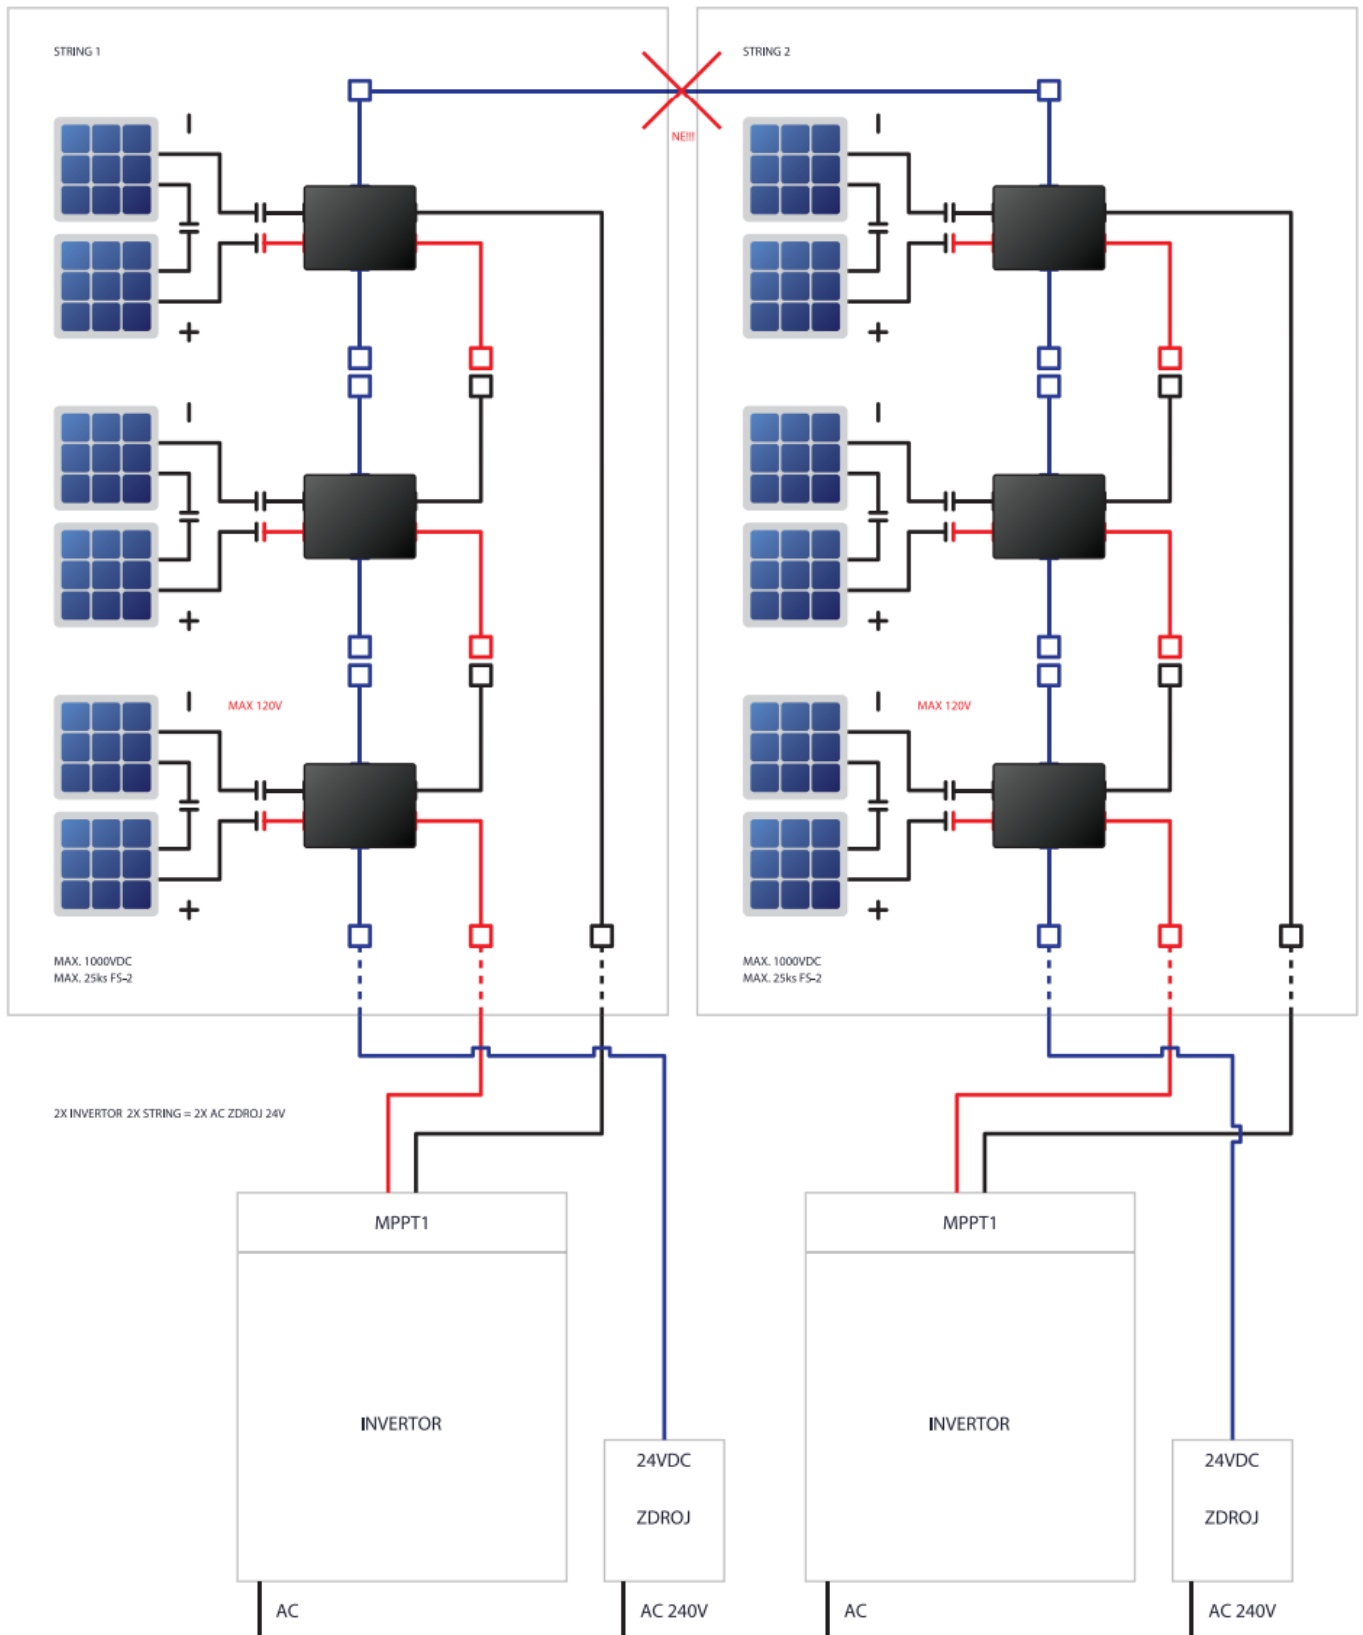 STRING 1
STRING 2
NE!!!
MAX 120V
MAX 120V
MAX. 1000VDC
MAX. 25ks FS-2
MAX. 1000VDC
MAX. 25ks FS-2
2X INVERTOR 2X STRING = 2X AC ZDROJ 24V
MPPT1
MPPT1
INVERTOR
INVERTOR
24VDC
ZDROJ
24VDC
ZDROJ
AC
AC 240V
AC
AC 240V